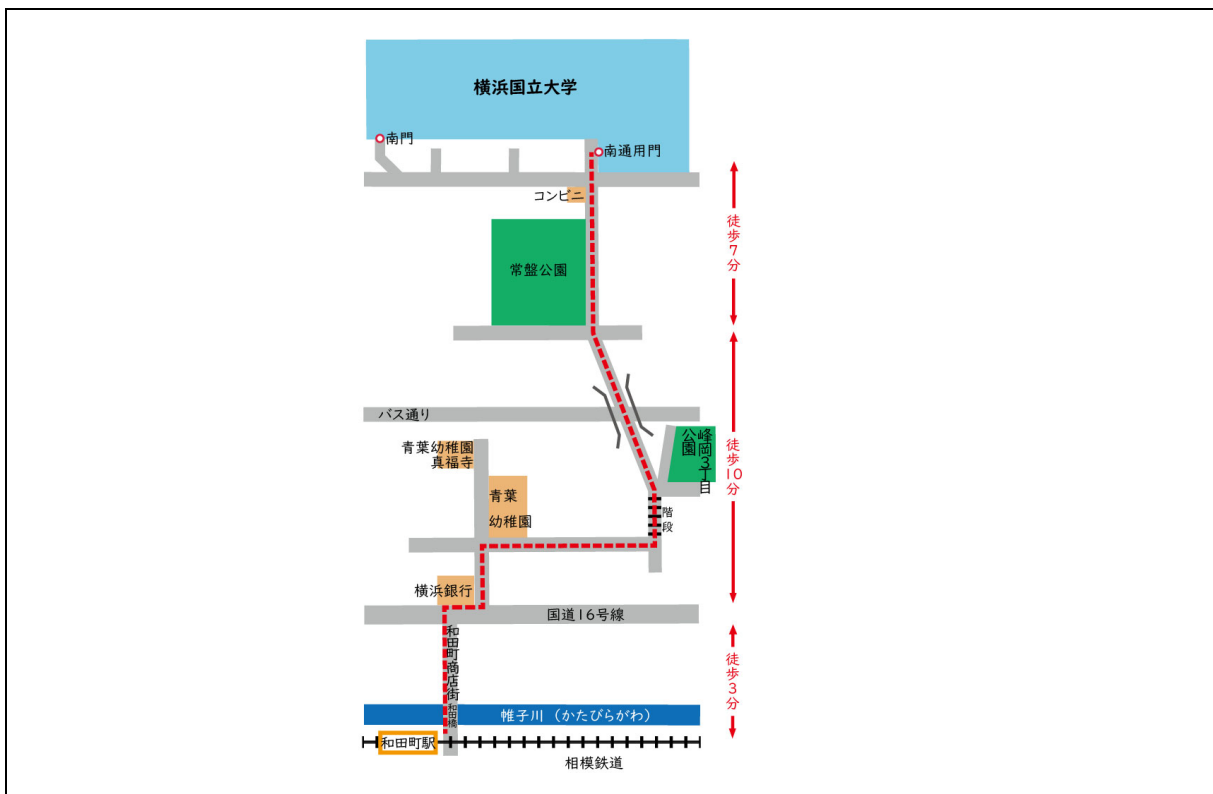 横浜国立大学
南門
南通用門
コンビニ
徒歩7分
常盤公園
バス通り
峰岡3丁目
公園
青葉幼稚園
真福寺
徒歩10分
青葉
幼稚園
階段
横浜銀行
国道16号線
和田町商店街
徒歩3分
和田橋
帷子川(かたびらがわ)
和田町駅
相模鉄道